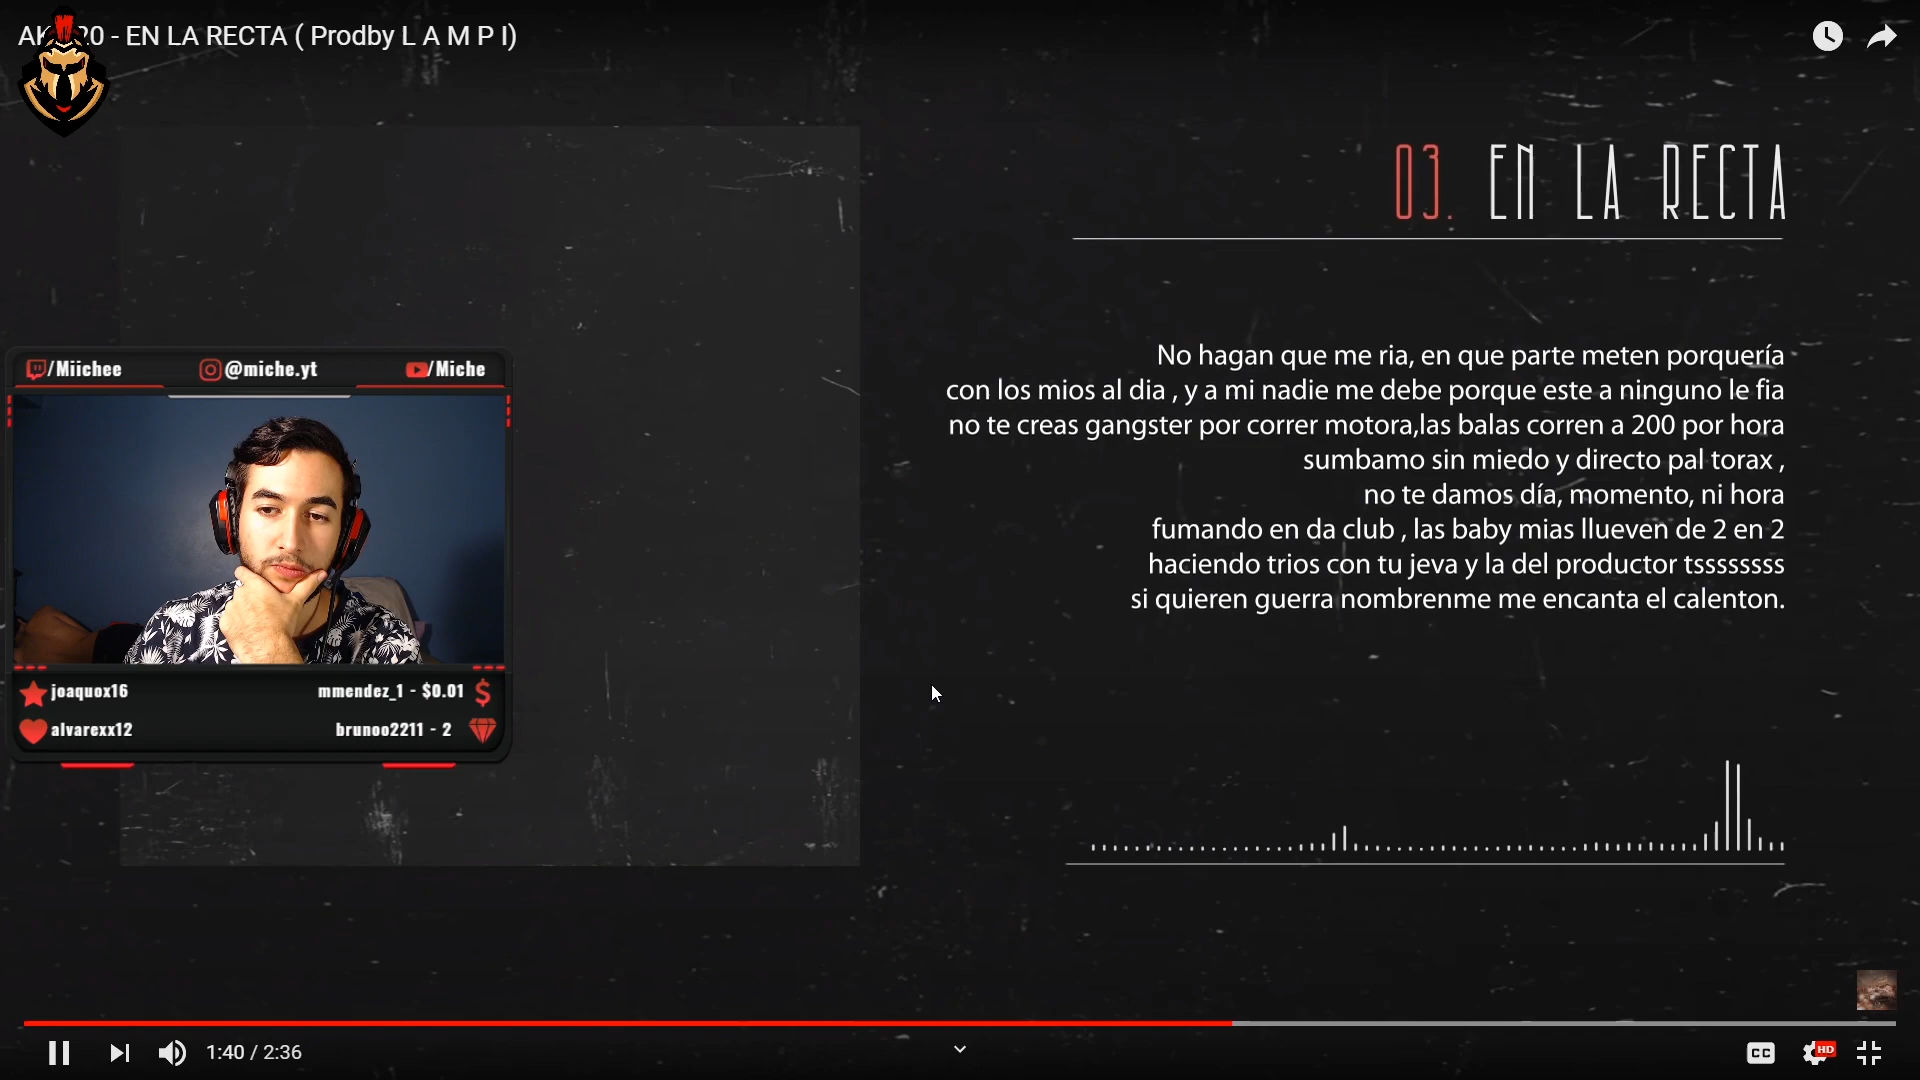 20 - EN LA RECTA ( Prodby L A M P I)
03. EN LA RECTA
No hagan que me ria, en que parte meten porquería
con los mios al dia , y a mi nadie me debe porque este a ninguno le fia
no te creas gangster por correr motora,las balas corren a 200 por hora
sumbamo sin miedo y directo pal torax ,
no te damos día, momento, ni hora
fumando en da club , las baby mias llueven de 2 en 2
haciendo trios con tu jeva y la del productor tssssssss
si quieren guerra nombrenme me encanta el calenton.
/Miichee @miche.yt /Miche
joaquox16 mmendez_1 - $0.01
alvarexx12 brunoo2211 - 2
1:40 / 2:36
CC HD